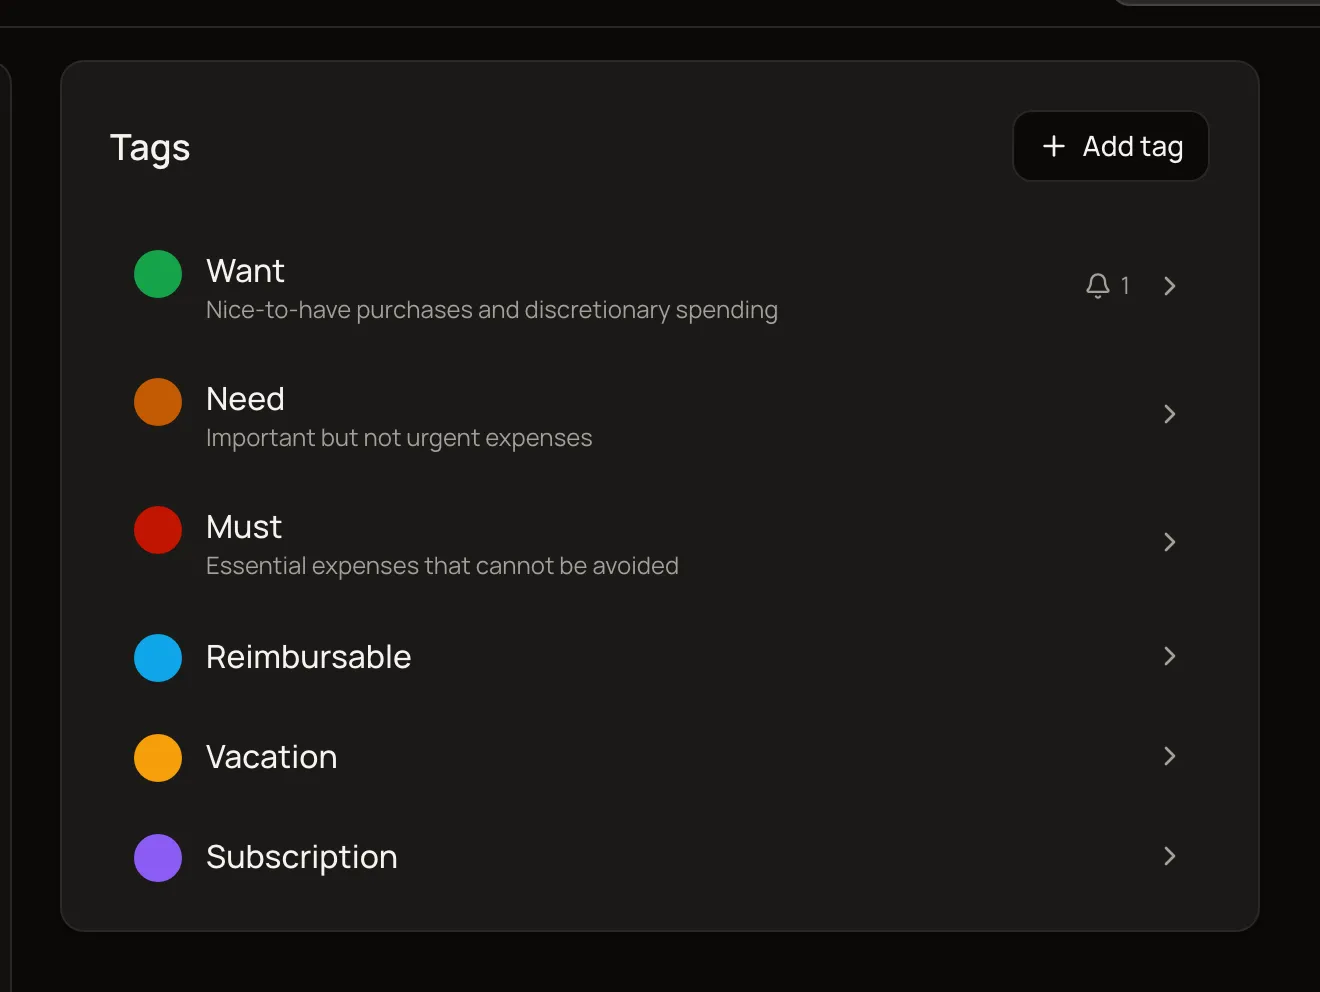 Tags
+ Add tag
Want
Nice-to-have purchases and discretionary spending
1
Need
Important but not urgent expenses
Must
Essential expenses that cannot be avoided
Reimbursable
Vacation
Subscription